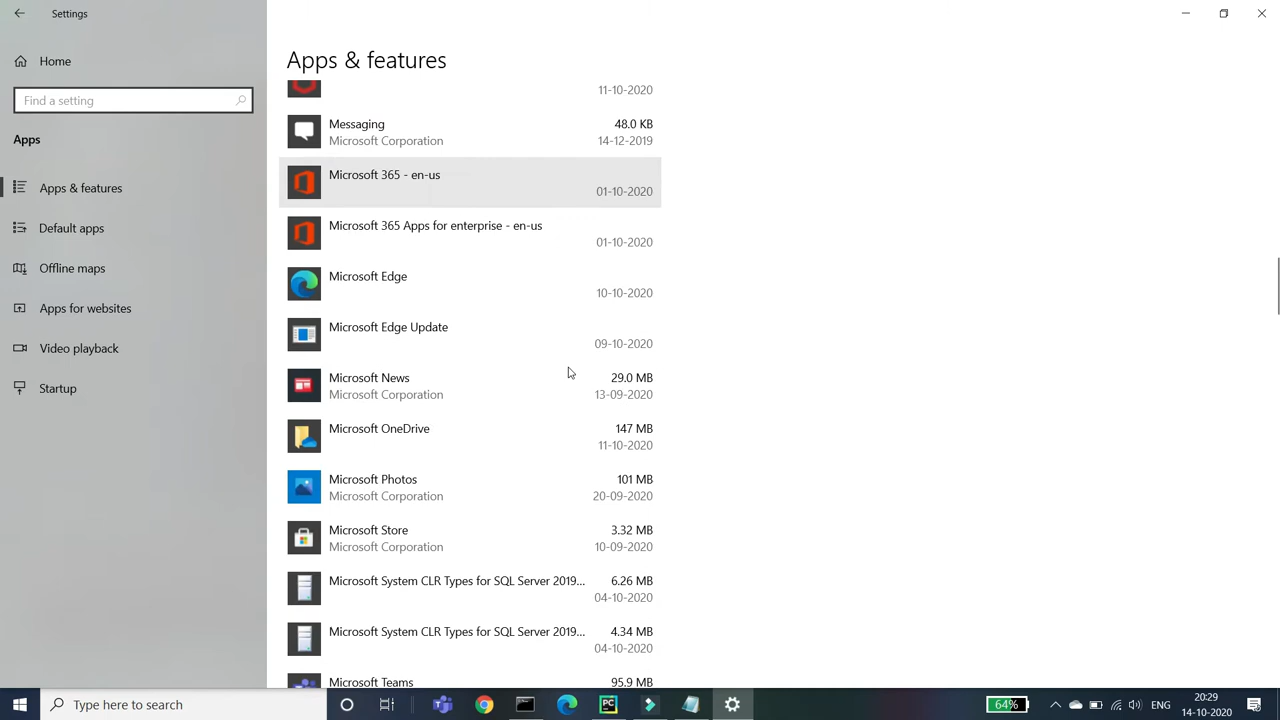 Settings
Home
Find a setting
Apps
Apps & features
Default apps
Offline maps
Apps for websites
Video playback
Startup
Apps & features
11-10-2020
Messaging 48.0 KB
Microsoft Corporation 14-12-2019
Microsoft 365 - en-us
01-10-2020
Microsoft 365 Apps for enterprise - en-us
01-10-2020
Microsoft Edge
10-10-2020
Microsoft Edge Update
09-10-2020
Microsoft News 29.0 MB
Microsoft Corporation 13-09-2020
Microsoft OneDrive 147 MB
11-10-2020
Microsoft Photos 101 MB
Microsoft Corporation 20-09-2020
Microsoft Store 3.32 MB
Microsoft Corporation 10-09-2020
Microsoft System CLR Types for SQL Server 2019... 6.26 MB
04-10-2020
Microsoft System CLR Types for SQL Server 2019... 4.34 MB
04-10-2020
Microsoft Teams 95.9 MB
Type here to search
PC
64%
ENG
20:29
14-10-2020